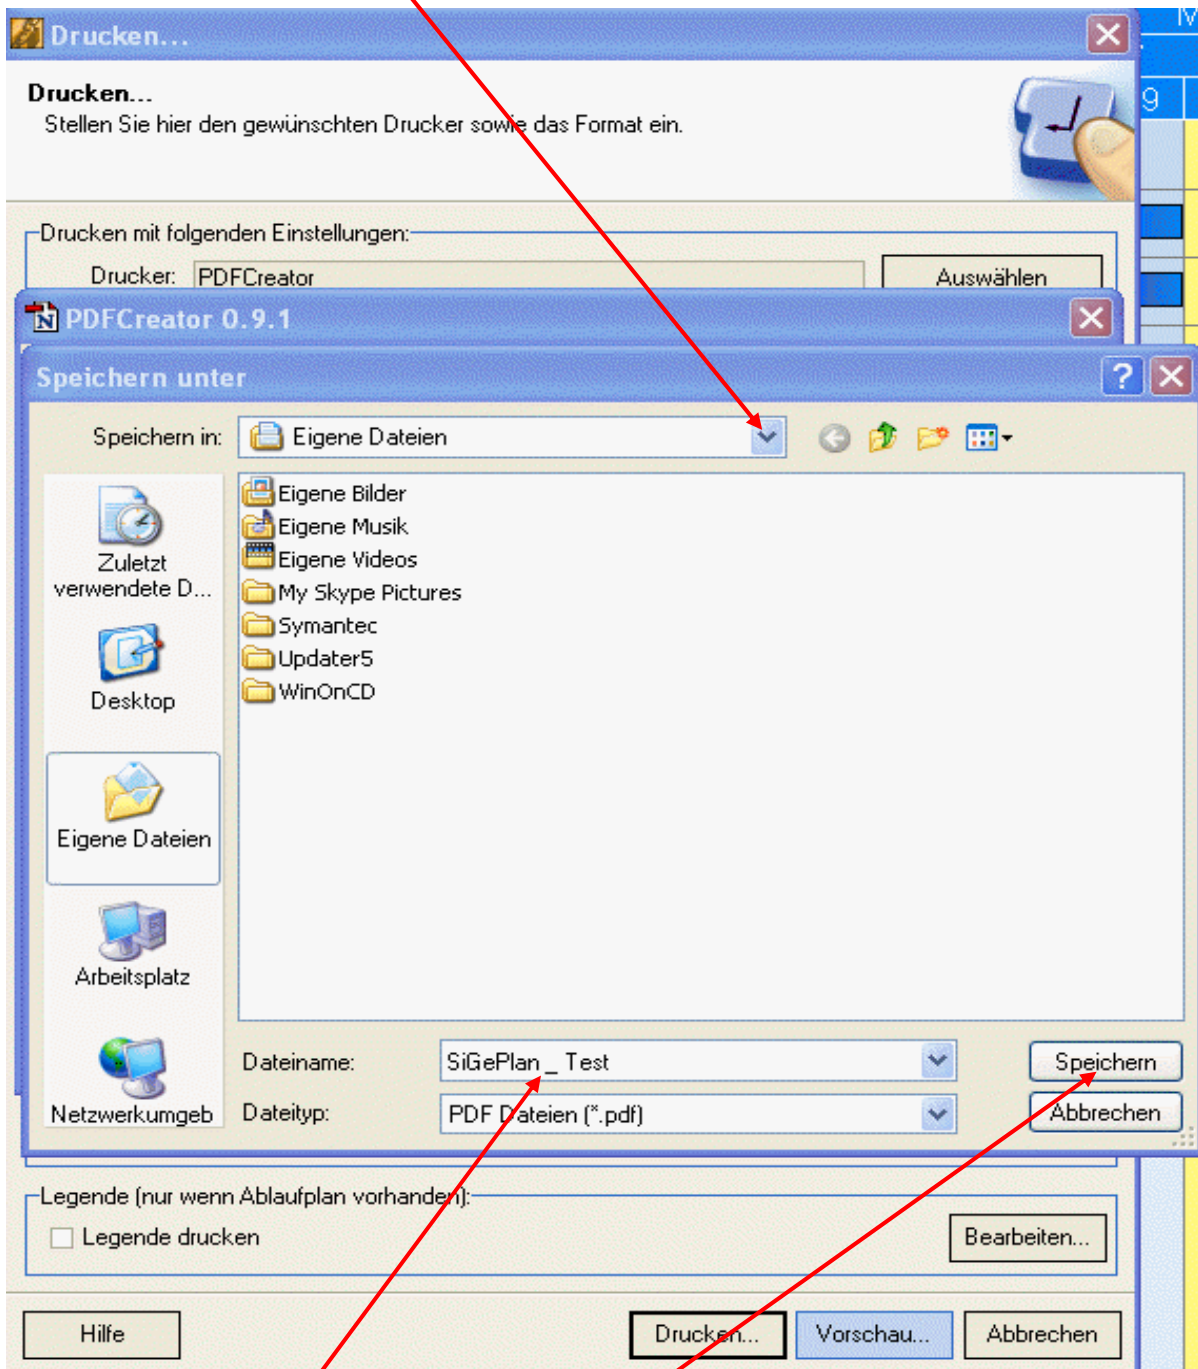 Drucken...
Drucken...
Stellen Sie hier den gewünschten Drucker sowie das Format ein.
9
Drucken mit folgenden Einstellungen:
Drucker: PDFCreator Auswählen
PDFCreator 0.9.1
Speichern unter
Speichern in: Eigene Dateien
Eigene Bilder
Eigene Musik
Eigene Videos
My Skype Pictures
Symantec
Updater5
WinOnCD
Zuletzt
verwendete D...
Desktop
Eigene Dateien
Arbeitsplatz
Netzwerkumgeb
Dateiname: SiGePlan _ Test Speichern
Dateityp: PDF Dateien (*.pdf) Abbrechen
Legende (nur wenn Ablaufplan vorhanden):
Legende drucken Bearbeiten...
Hilfe Drucken... Vorschau... Abbrechen